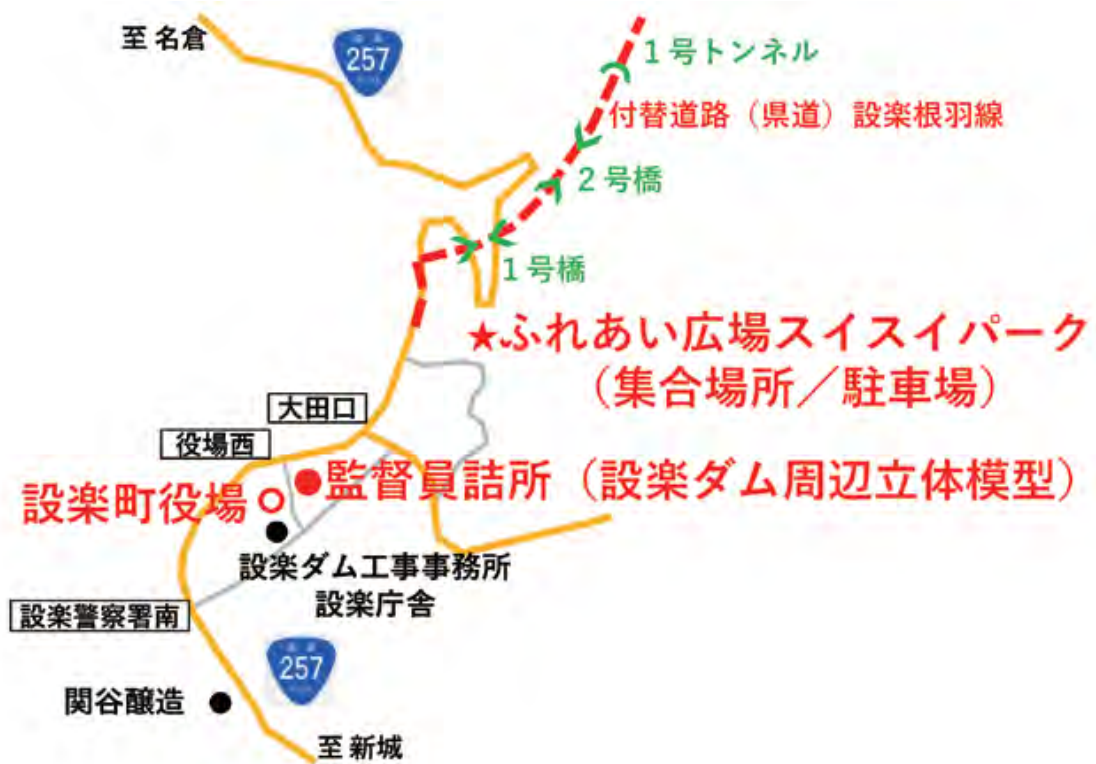 至 名倉
257
1号トンネル
付替道路（県道）設楽根羽線
2号橋
1号橋
★ふれあい広場スイスイパーク
（集合場所／駐車場）
大田口
役場西
監督員詰所（設楽ダム周辺立体模型）
設楽町役場
設楽ダム工事事務所
設楽庁舎
設楽警察署南
257
関谷醸造
至 新城